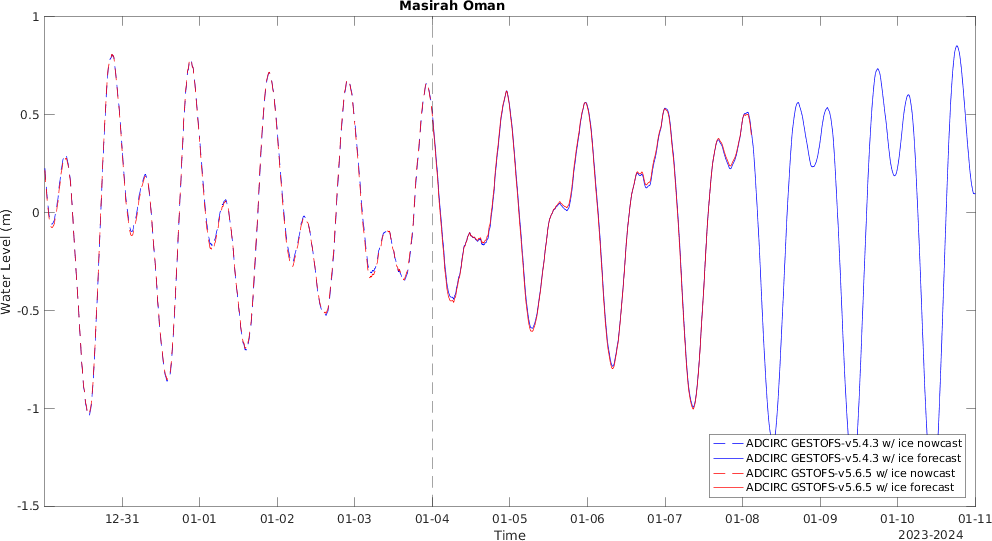 Masirah Oman
1
0.5
0
-0.5
-1
-1.5
Water Level (m)
ADCIRC GESTOFS-v5.4.3 w/ ice nowcast
ADCIRC GESTOFS-v5.4.3 w/ ice forecast
ADCIRC GSTOFS-v5.6.5 w/ ice nowcast
ADCIRC GSTOFS-v5.6.5 w/ ice forecast
12-31 01-01 01-02 01-03 01-04 01-05 01-06 01-07 01-08 01-09 01-10 01-11
Time
2023-2024